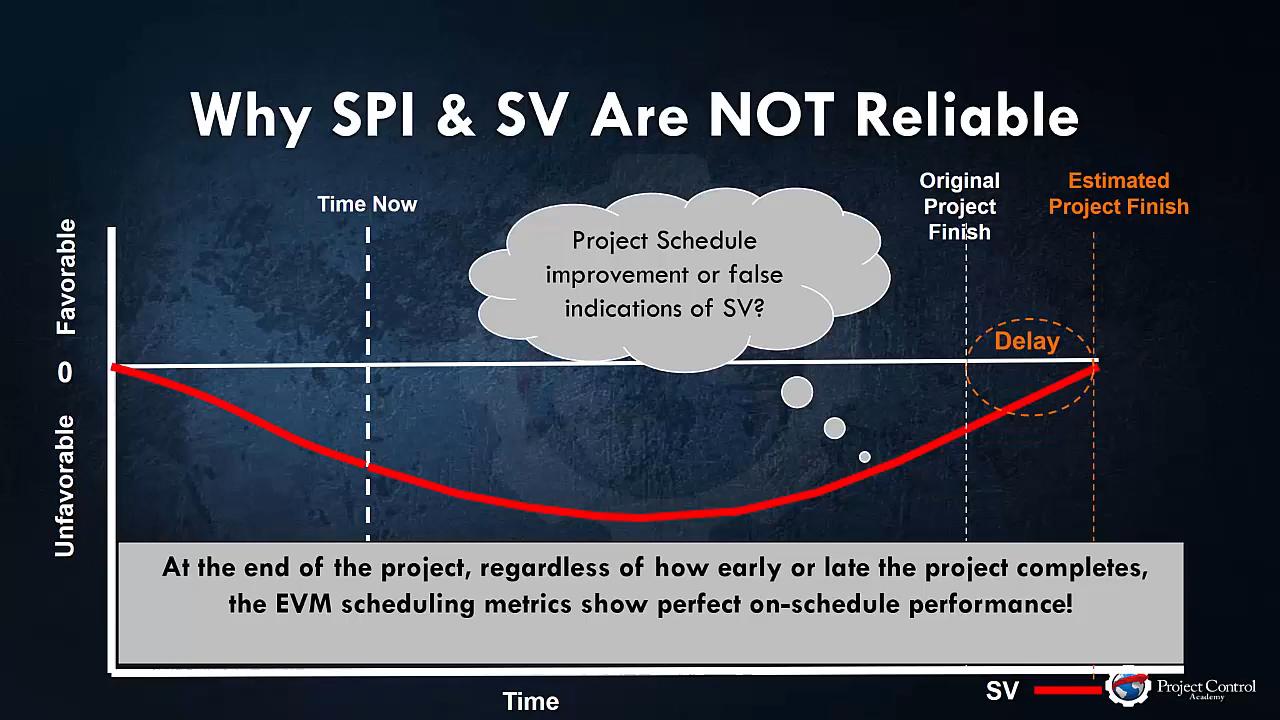 Why SPI & SV Are NOT Reliable
Original
Project
Finish
Estimated
Project Finish
Time Now
Favorable
0
Unfavorable
Project Schedule
improvement or false
indications of SV?
Delay
At the end of the project, regardless of how early or late the project completes,
the EVM scheduling metrics show perfect on-schedule performance!
Time
SV
Project Control
Academy